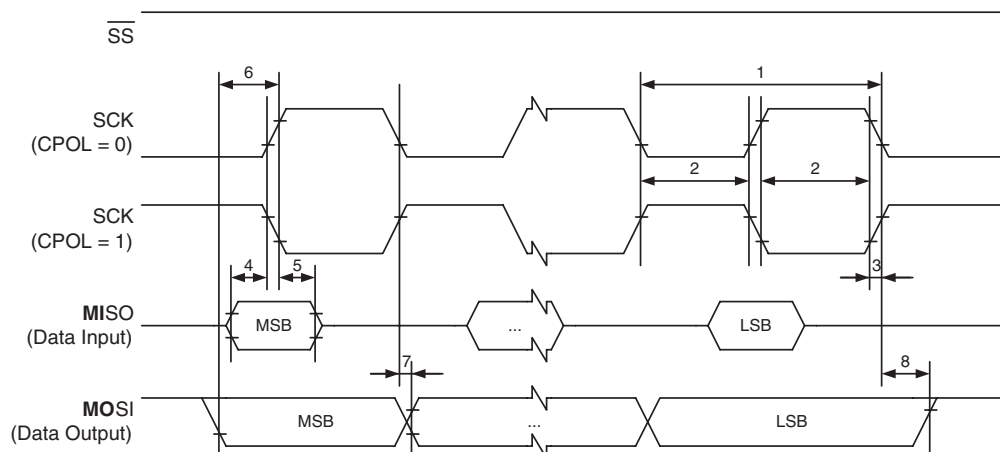 SS
6
1
SCK
(CPOL = 0)
2
2
SCK
(CPOL = 1)
4
5
3
MISO
(Data Input)
MSB
...
LSB
7
8
MOSI
(Data Output)
MSB
...
LSB